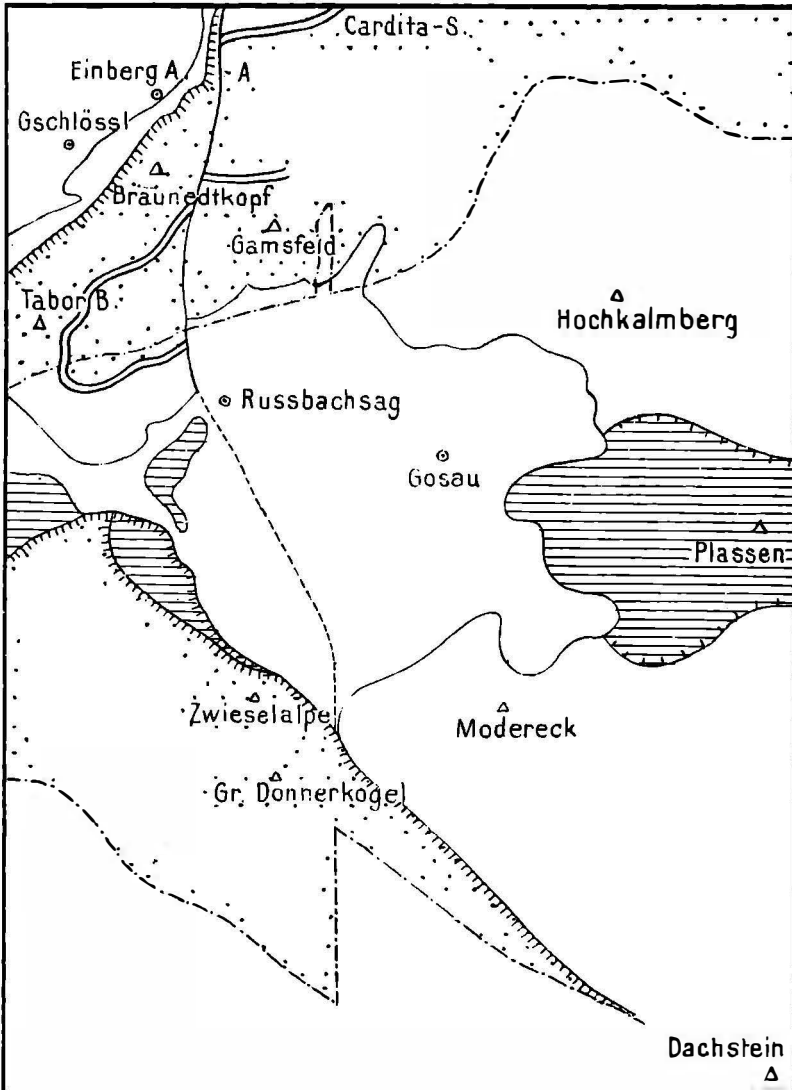 Cardita-S.
Einberg A.
A
Gschlössl
Braunedtkopf
Gamsfeld
Tabor B.
Hochkalmberg
Russbachsag
Gosau
Plassen
Zwieselalpe
Modereck
Gr. Donnerkogel
Dachstein